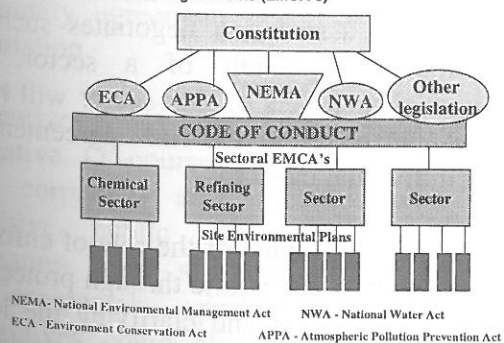 Constitution
ECA
APPA
NEMA
NWA
Other
legislation
CODE OF CONDUCT
Sectoral EMCA's
Chemical
Sector
Refining
Sector
Sector
Sector
Site Environmental Plans
NEMA- National Environmental Management Act
NWA - National Water Act
ECA - Environment Conservation Act
APPA - Atmospheric Pollution Prevention Act